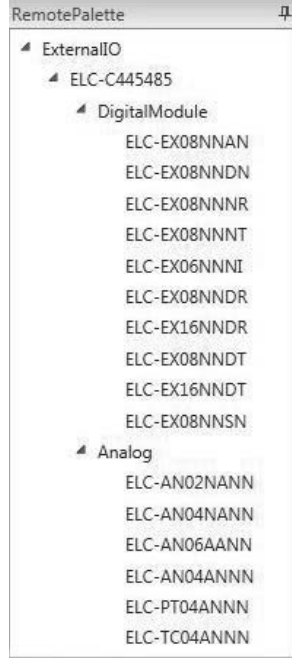 RemotePalette
ExternalIO
ELC-C445485
DigitalModule
ELC-EX08NNAN
ELC-EX08NNDN
ELC-EX08NNNR
ELC-EX08NNNT
ELC-EX06NNNI
ELC-EX08NNDR
ELC-EX16NNDR
ELC-EX08NNDT
ELC-EX16NNDT
ELC-EX08NNSN
Analog
ELC-AN02NANN
ELC-AN04NANN
ELC-AN06AANN
ELC-AN04ANNN
ELC-PT04ANNN
ELC-TC04ANNN